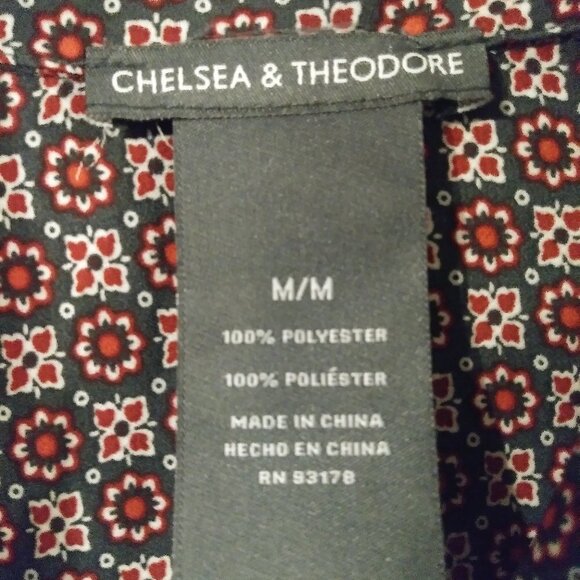 CHELSEA & THEODORE
M/M
100% POLYESTER
100% POLIÉSTER
MADE IN CHINA
HECHO EN CHINA
RN 93178